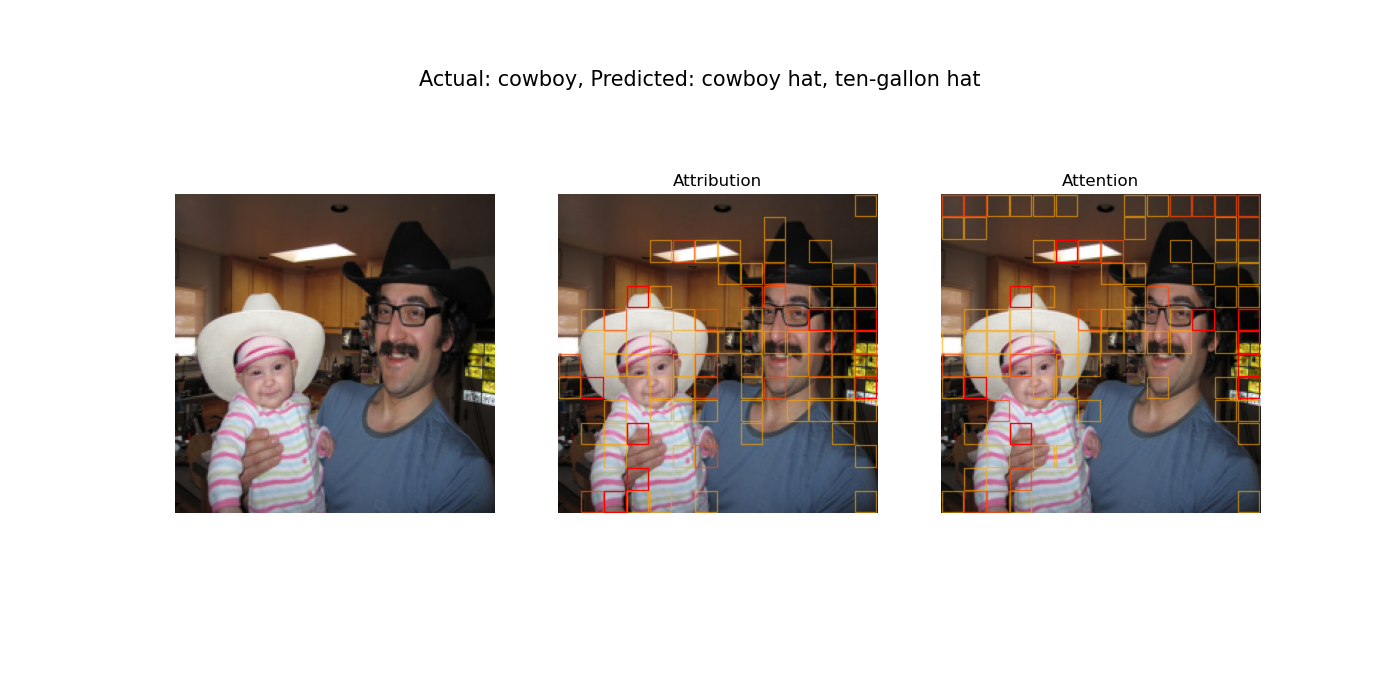 Actual: cowboy, Predicted: cowboy hat, ten-gallon hat
Attribution
Attention